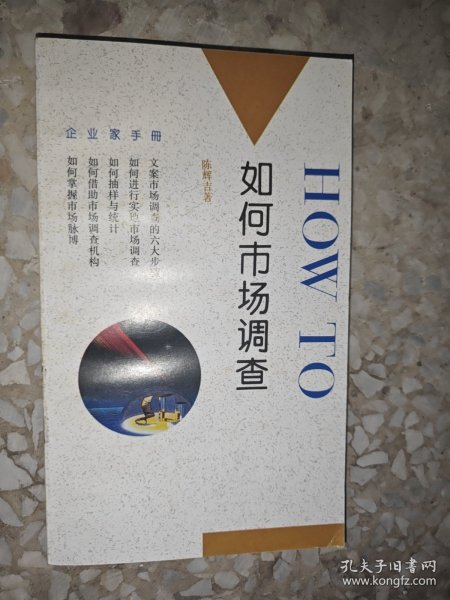 HOW TO
如何市场调查
陈辉吉著
企业家手册
文案市场调查的六大步骤
如何进行实地市场调查
如何抽样与统计
如何借助市场调查机构
如何掌握市场脉博
孔夫子旧书网
www.kongfz.com